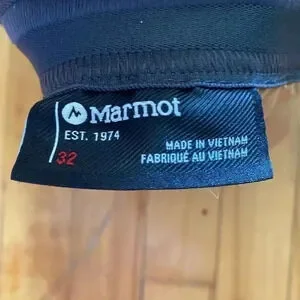 Marmot
EST. 1974
32
MADE IN VIETNAM
FABRIQUÉ AU VIETNAM